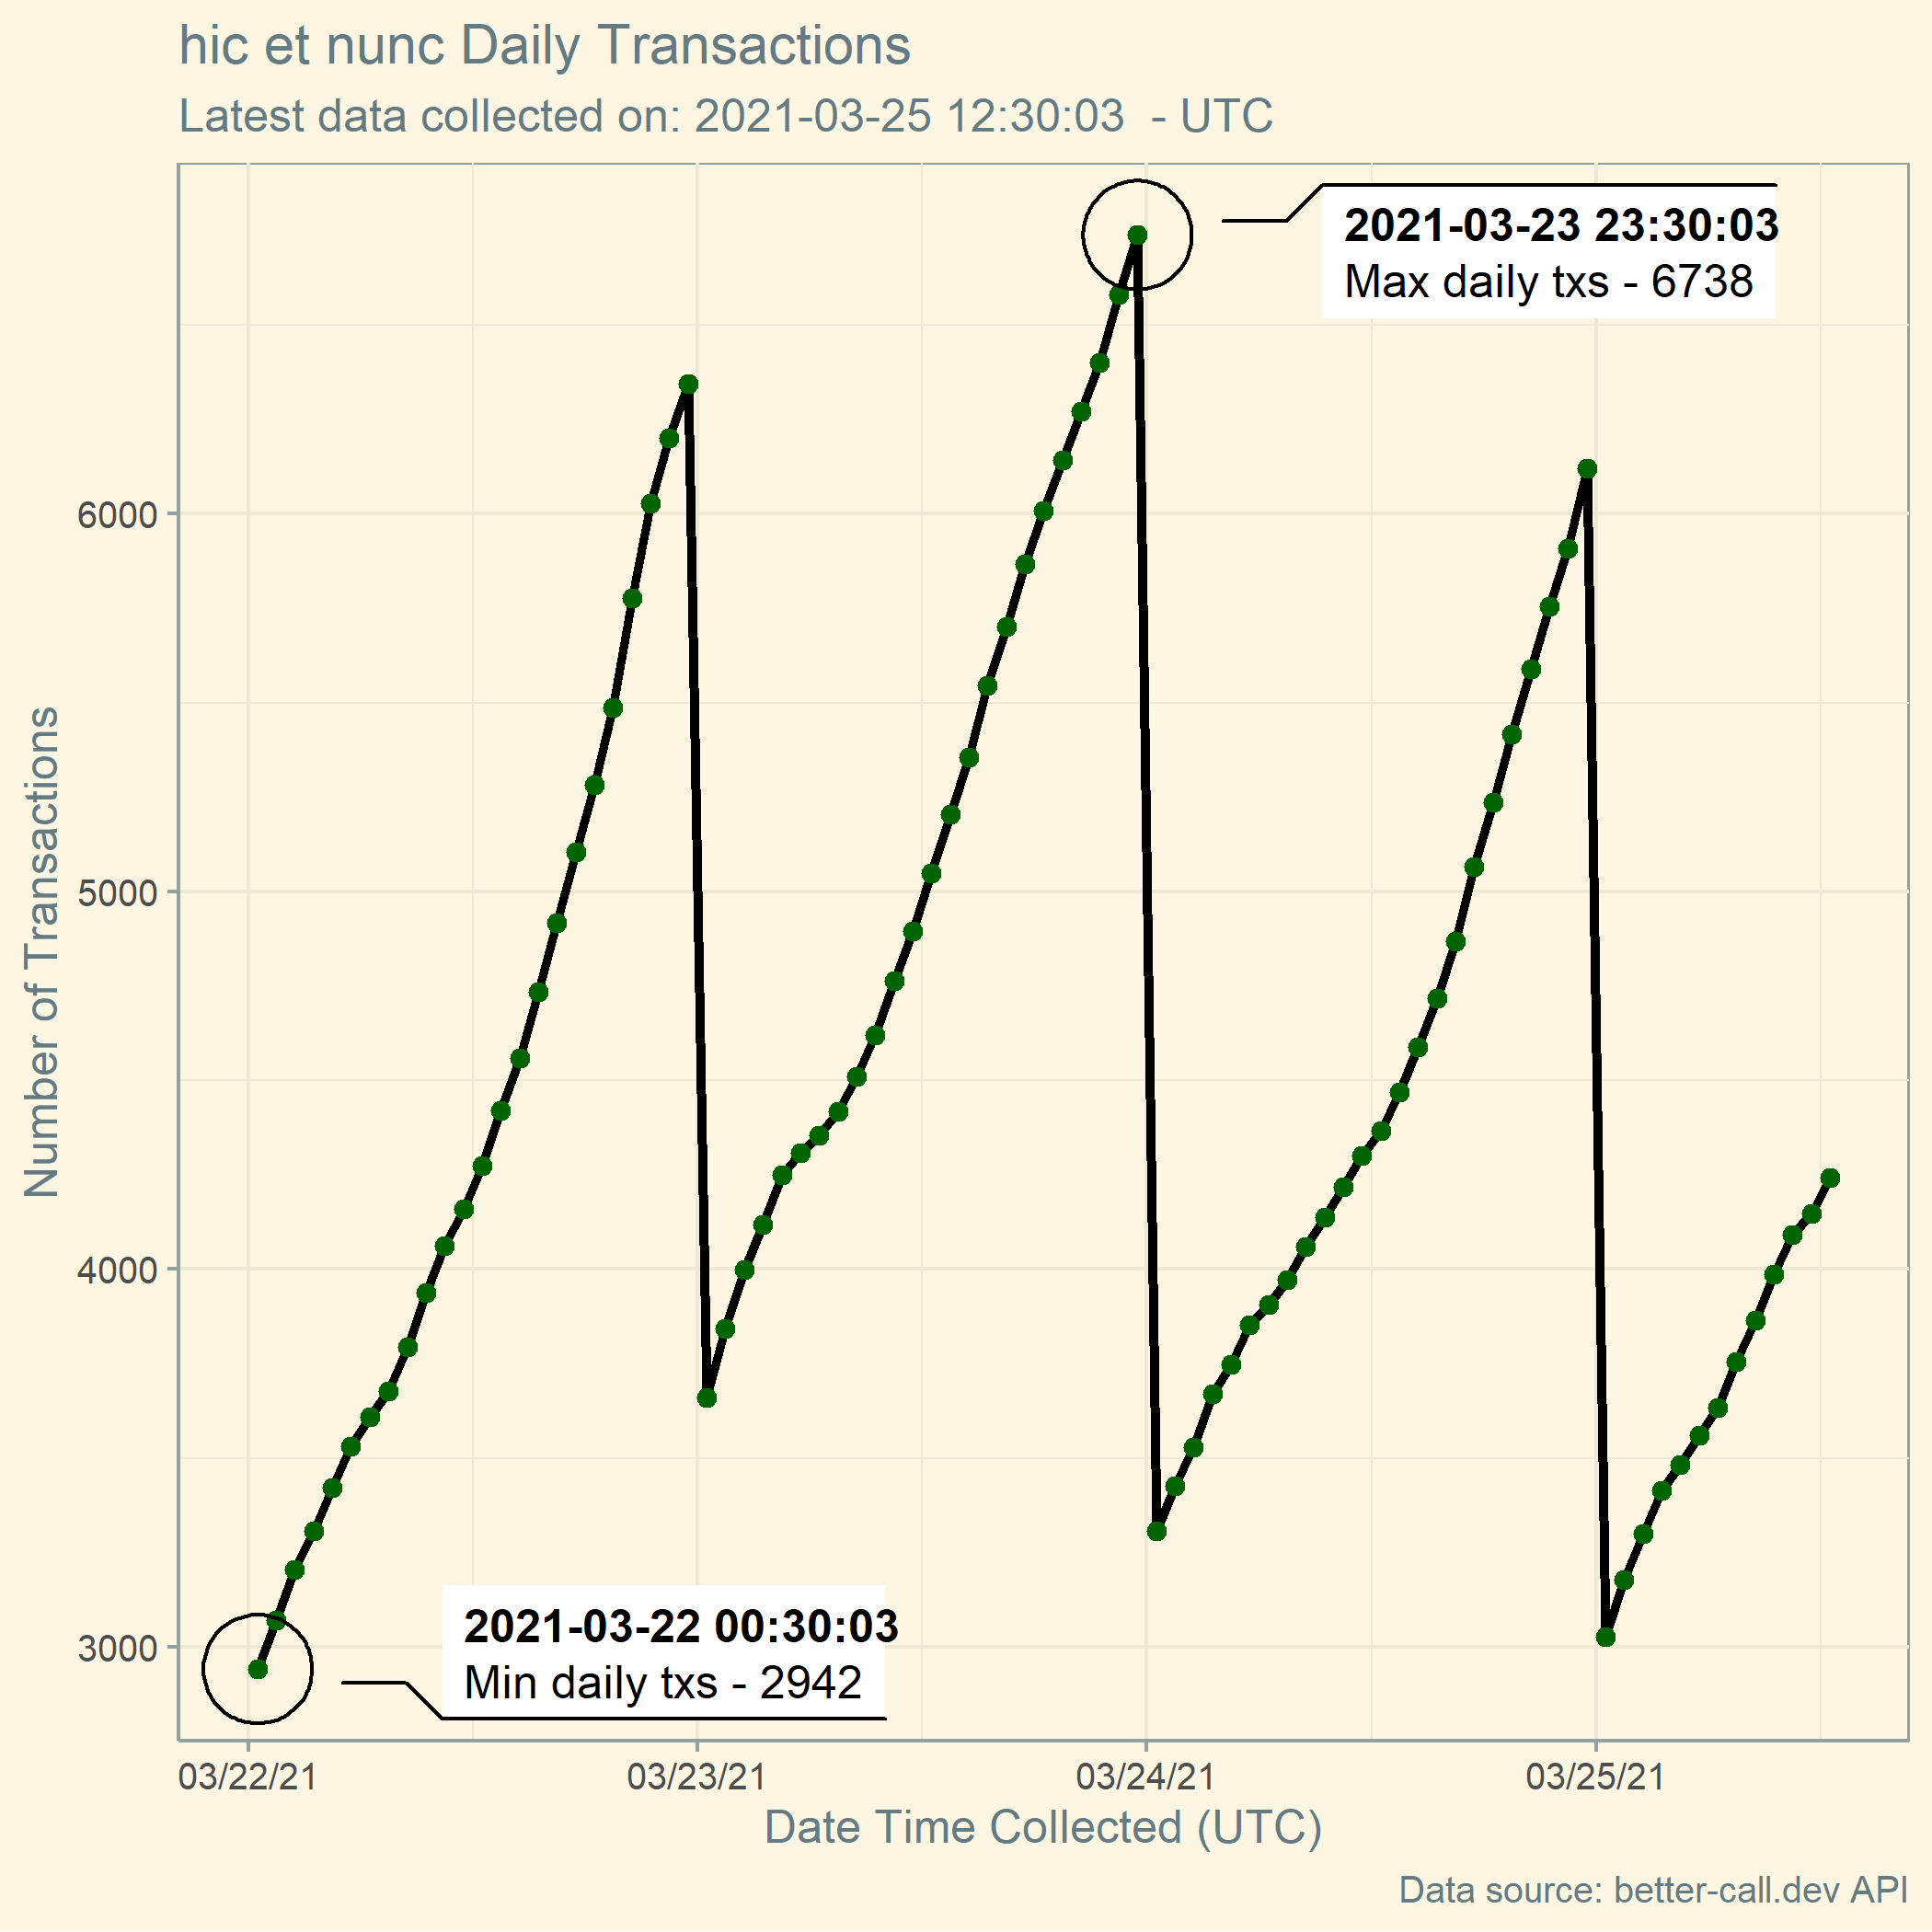 hic et nunc Daily Transactions
Latest data collected on: 2021-03-25 12:30:03  - UTC
2021-03-23 23:30:03
Max daily txs - 6738
Number of Transactions
6000
5000
4000
3000
2021-03-22 00:30:03
Min daily txs - 2942
03/22/21
03/23/21
03/24/21
03/25/21
Date Time Collected (UTC)
Data source: better-call.dev API